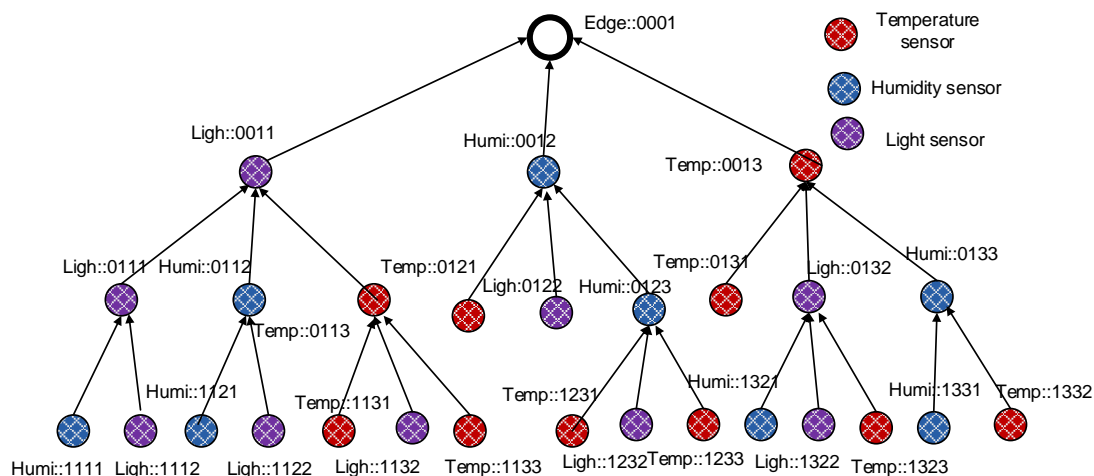 Edge::0001
Temperature
sensor
Humidity sensor
Light sensor
Ligh::0011
Humi::0012
Temp::0013
Ligh::0111
Humi::0112
Temp::0113
Temp::0121
Ligh:0122
Humi::0123
Temp::0131
Ligh::0132
Humi::0133
Humi::1121
Temp::1131
Temp::1231
Humi::1321
Humi::1331
Temp::1332
Humi::1111
Ligh::1112
Ligh::1122
Ligh::1132
Temp::1133
Ligh::1232
Temp::1233
Ligh::1322
Temp::1323